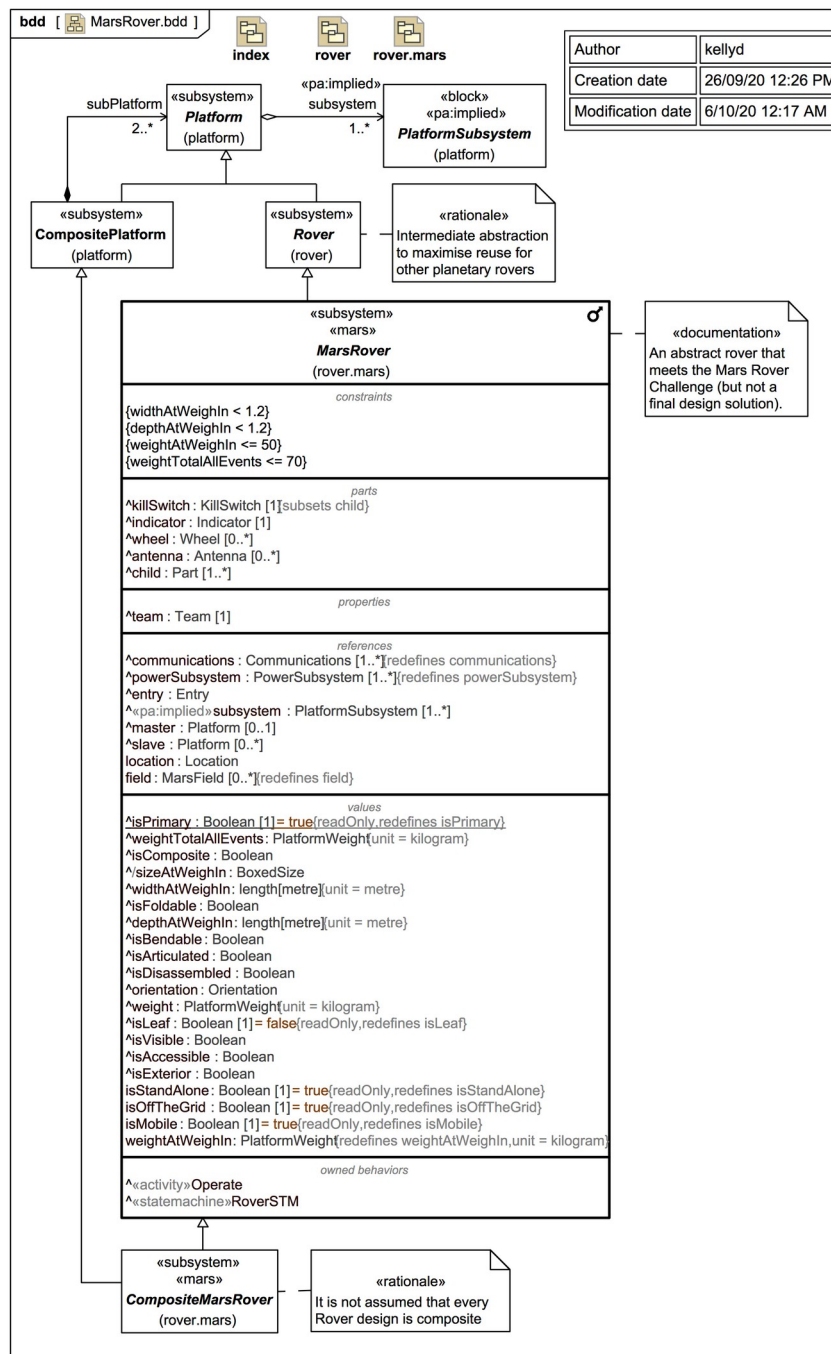 bdd [ MarsRover.bdd ]
index
rover
rover.mars
Author kellyd
Creation date 26/09/20 12:26 PM
Modification date 6/10/20 12:17 AM
subPlatform
2..*
«subsystem»
Platform
(platform)
«pa:implied»
subsystem
1..*
«block»
«pa:implied»
PlatformSubsystem
(platform)
«subsystem»
CompositePlatform
(platform)
«subsystem»
Rover
(rover)
«rationale»
Intermediate abstraction
to maximise reuse for
other planetary rovers
«subsystem»
«mars»
MarsRover
(rover.mars)
«documentation»
An abstract rover that
meets the Mars Rover
Challenge (but not a
final design solution).
constraints
{widthAtWeighIn < 1.2}
{depthAtWeighIn < 1.2}
{weightAtWeighIn <= 50}
{weightTotalAllEvents <= 70}
parts
^killSwitch : KillSwitch [1]{subsets child}
^indicator : Indicator [1]
^wheel : Wheel [0..*]
^antenna : Antenna [0..*]
^child : Part [1..*]
properties
^team : Team [1]
references
^communications : Communications [1..*]{redefines communications}
^powerSubsystem : PowerSubsystem [1..*]{redefines powerSubsystem}
^entry : Entry
^«pa:implied»subsystem : PlatformSubsystem [1..*]
^master : Platform [0..1]
^slave : Platform [0..*]
location : Location
field : MarsField [0..*]{redefines field}
values
^isPrimary : Boolean [1] = true{readOnly,redefines isPrimary}
^weightTotalAllEvents : PlatformWeight{unit = kilogram}
^isComposite : Boolean
^/sizeAtWeighIn : BoxedSize
^widthAtWeighIn : length[metre]{unit = metre}
^isFoldable : Boolean
^depthAtWeighIn : length[metre]{unit = metre}
^isBendable : Boolean
^isArticulated : Boolean
^isDisassembled : Boolean
^orientation : Orientation
^weight : PlatformWeight{unit = kilogram}
^isLeaf : Boolean [1] = false{readOnly,redefines isLeaf}
^isVisible : Boolean
^isAccessible : Boolean
^isExterior : Boolean
isStandAlone : Boolean [1] = true{readOnly,redefines isStandAlone}
isOffTheGrid : Boolean [1] = true{readOnly,redefines isOffTheGrid}
isMobile : Boolean [1] = true{readOnly,redefines isMobile}
weightAtWeighIn : PlatformWeight{redefines weightAtWeighIn,unit = kilogram}
owned behaviors
^«activity»Operate
^«statemachine»RoverSTM
«subsystem»
«mars»
CompositeMarsRover
(rover.mars)
«rationale»
It is not assumed that every
Rover design is composite